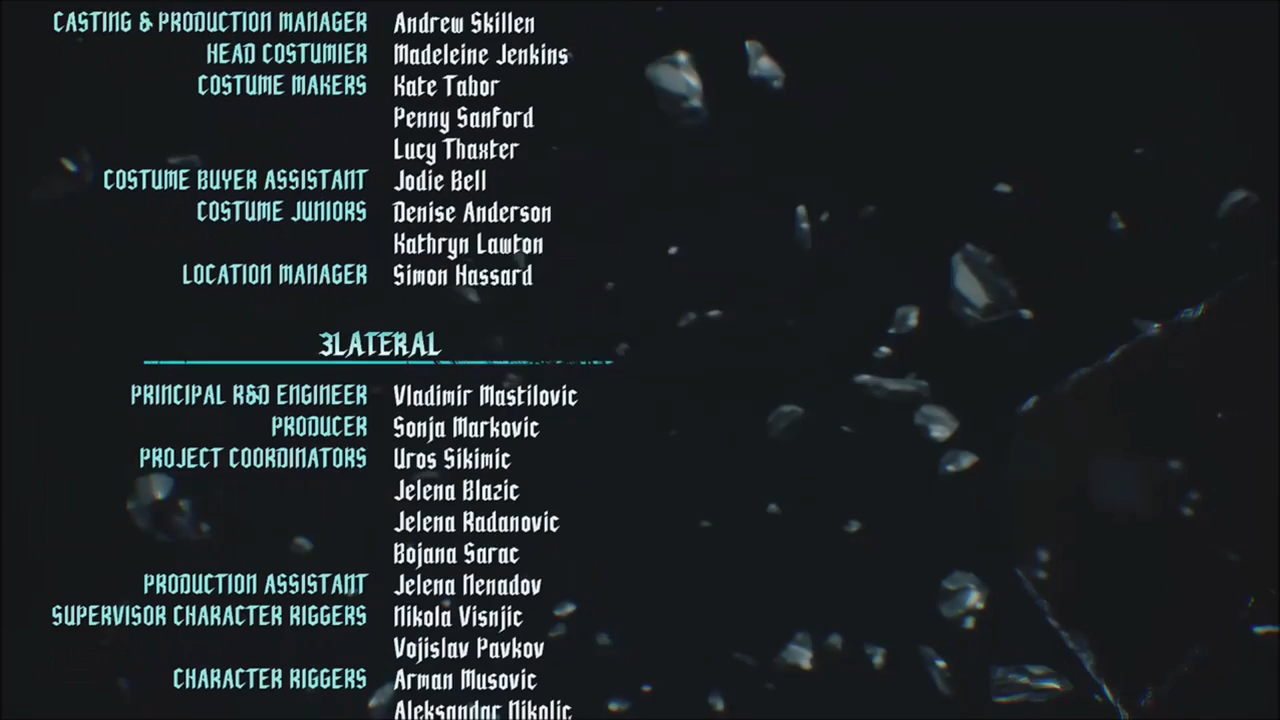 CASTING & PRODUCTION MANAGER Andrew Skillen
HEAD COSTUMIER Madeleine Jenkins
COSTUME MAKERS Kate Tabor
Penny Sanford
Lucy Thaxter
COSTUME BUYER ASSISTANT Jodie Bell
COSTUME JUNIORS Denise Anderson
Kathryn Lawton
LOCATION MANAGER Simon Hassard
3LATERAL
PRINCIPAL R&D ENGINEER Vladimir Mastilovic
PRODUCER Sonja Markovic
PROJECT COORDINATORS Uros Sikimic
Jelena Blazic
Jelena Radanovic
Bojana Sarac
PRODUCTION ASSISTANT Jelena Nenadov
SUPERVISOR CHARACTER RIGGERS Nikola Visnjic
Vojislav Pavkov
CHARACTER RIGGERS Arman Musovic
Aleksandar Nikolic